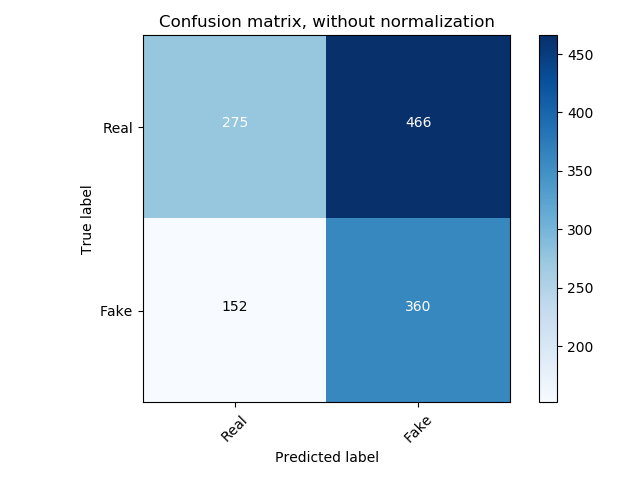 Confusion matrix, without normalization
True label
Real
275
466
Fake
152
360
Real
Fake
Predicted label
450
400
350
300
250
200